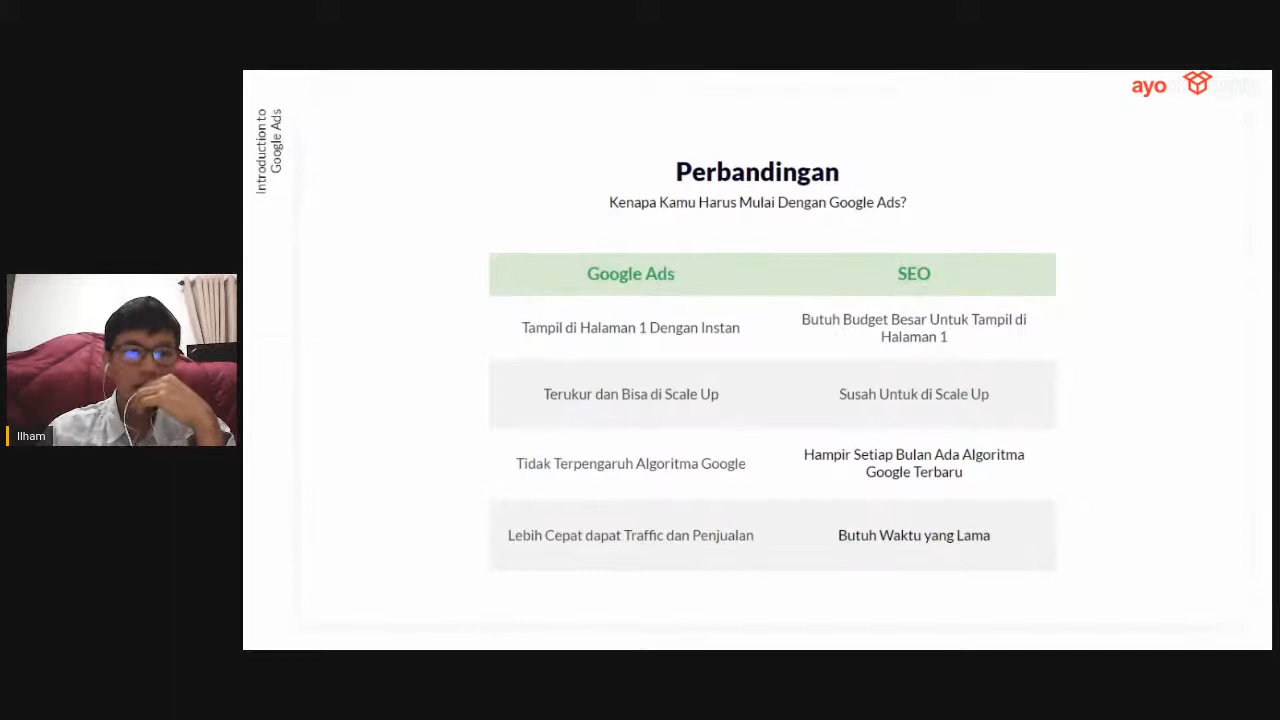 ayo
Introduction to
Google Ads
Perbandingan
Kenapa Kamu Harus Mulai Dengan Google Ads?
Google Ads SEO
Tampil di Halaman 1 Dengan Instan
Butuh Budget Besar Untuk Tampil di
Halaman 1
Terukur dan Bisa di Scale Up
Susah Untuk di Scale Up
Tidak Terpengaruh Algoritma Google
Hampir Setiap Bulan Ada Algoritma
Google Terbaru
Lebih Cepat dapat Traffic dan Penjualan
Butuh Waktu yang Lama
Ilham